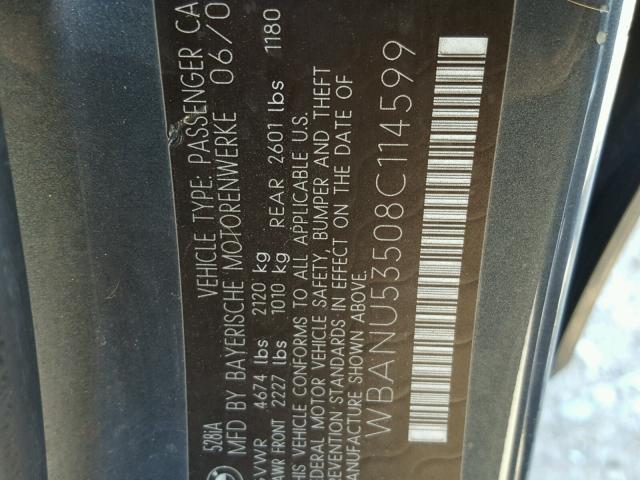 528iA
VEHICLE TYPE: PASSENGER CA
MFD BY BAYERISCHE MOTORENWERKE 06/0
GVWR 4674 lbs 2120 kg
GAWR FRONT 2227 lbs 1010 kg REAR 2601 lbs 1180
THIS VEHICLE CONFORMS TO ALL APPLICABLE U.S.
FEDERAL MOTOR VEHICLE SAFETY, BUMPER AND THEFT
PREVENTION STANDARDS IN EFFECT ON THE DATE OF
MANUFACTURE SHOWN ABOVE.
WBANU53508C114599